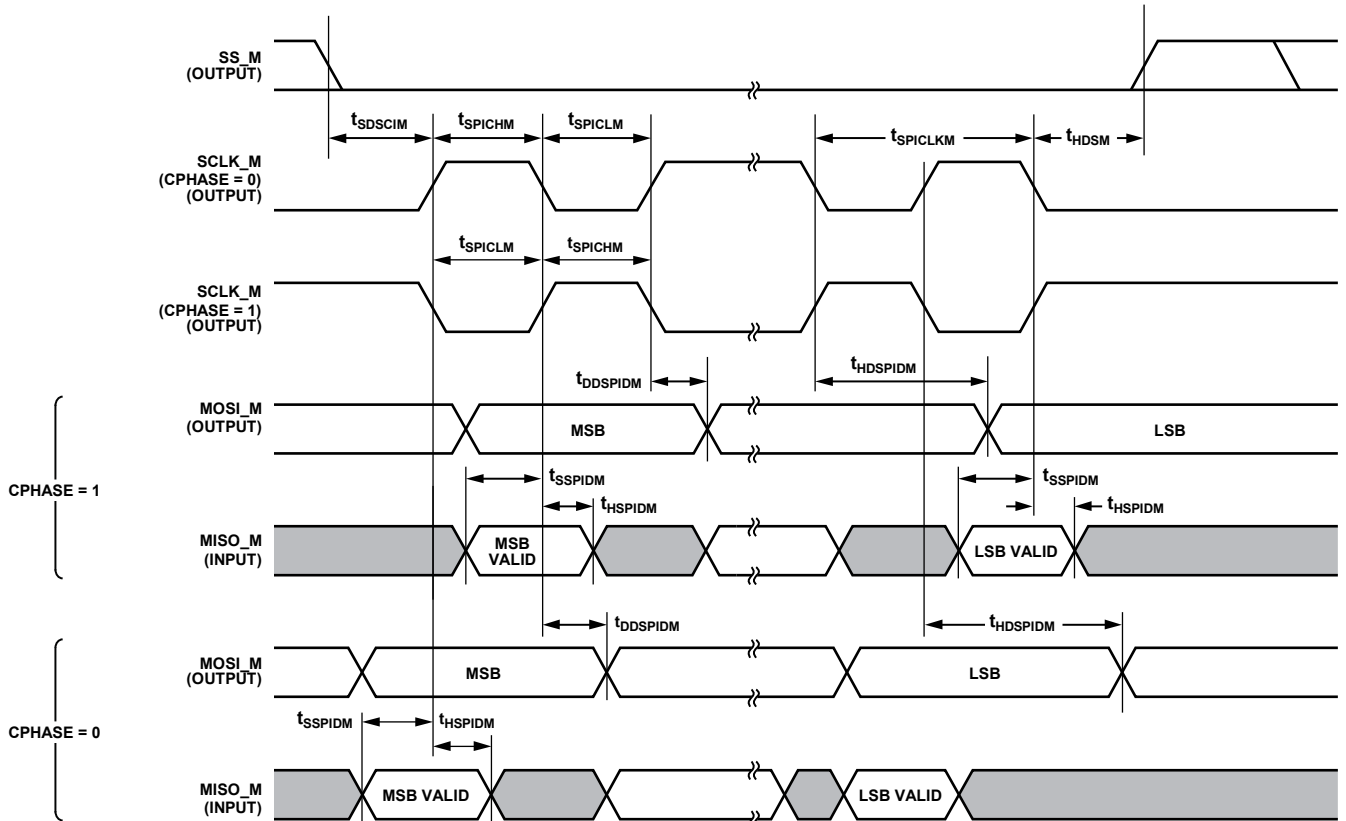 SS_M
(OUTPUT)
tSDSCIM tSPICHM tSPICLM tSPICLKM tHDSM
SCLK_M
(CPHASE = 0)
(OUTPUT)
tSPICLM tSPICHM
SCLK_M
(CPHASE = 1)
(OUTPUT)
tDDSPIDM tHDSPIDM
MOSI_M
(OUTPUT)
MSB LSB
CPHASE = 1
tSSPIDM tSSPIDM
tHSPIDM tHSPIDM
MISO_M
(INPUT)
MSB
VALID
LSB VALID
tDDSPIDM tHDSPIDM
MOSI_M
(OUTPUT)
MSB LSB
CPHASE = 0
tSSPIDM tHSPIDM
MISO_M
(INPUT)
MSB VALID LSB VALID